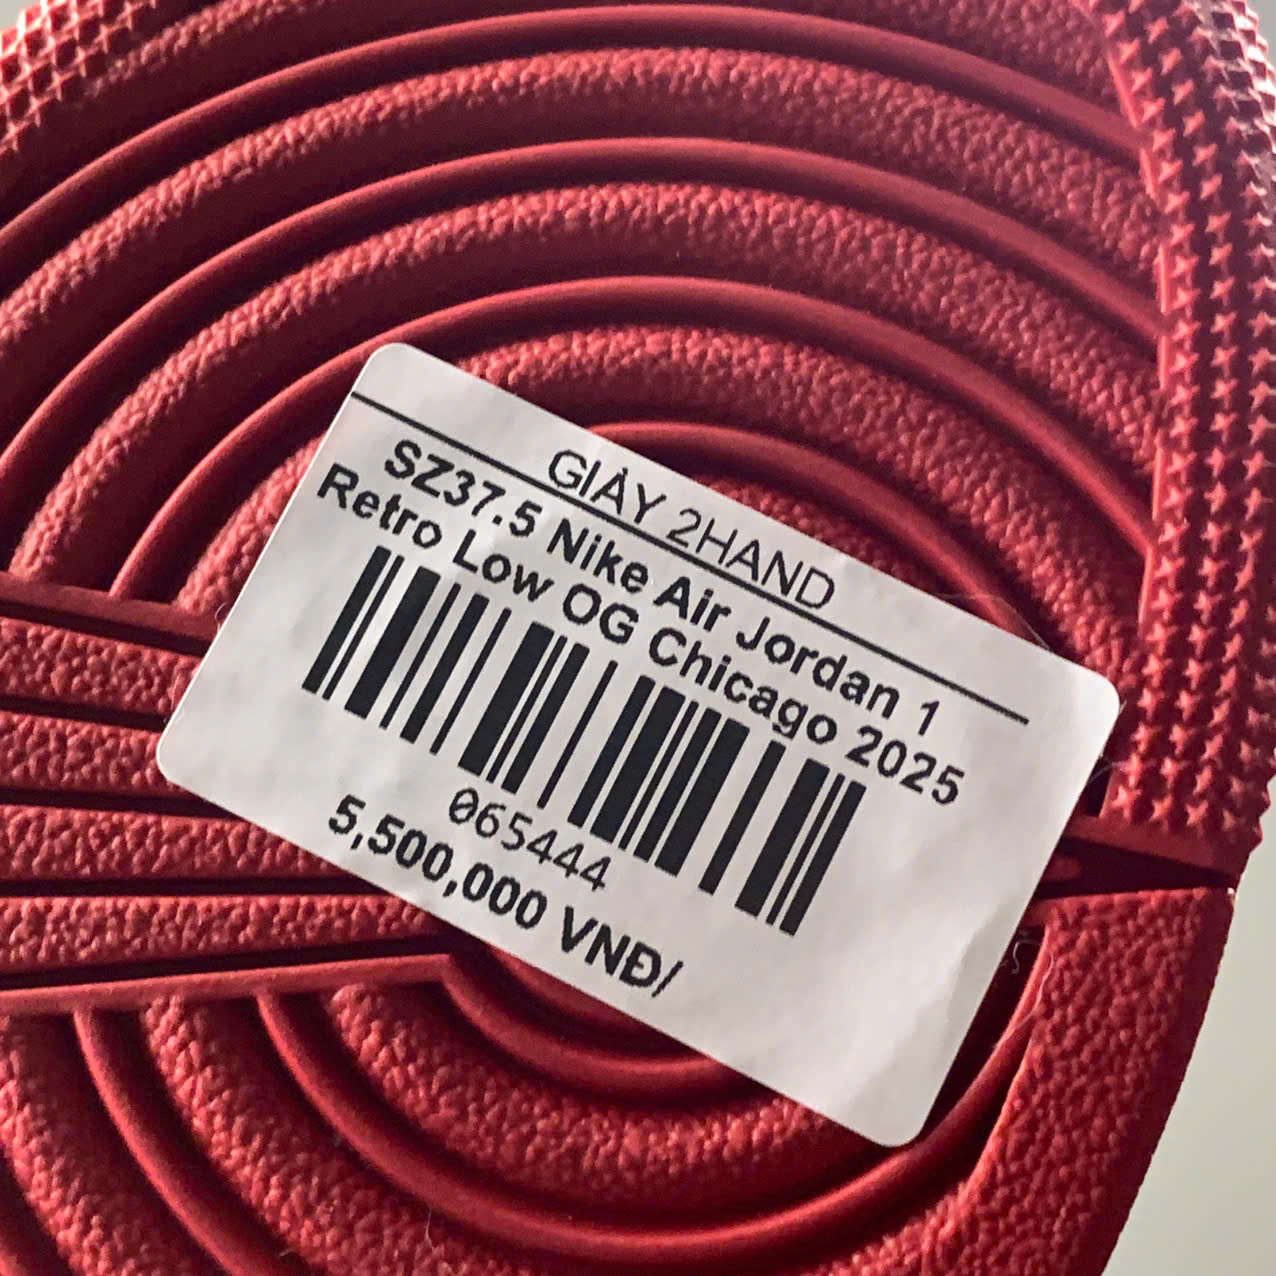 GIÀY 2HAND
SZ37.5 Nike Air Jordan 1
Retro Low OG Chicago 2025
065444
5,500,000 VNĐ/